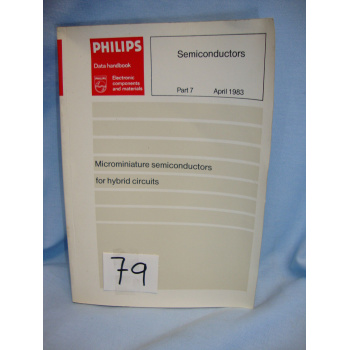 PHILIPS
Data handbook
Electronic
components
and materials
Semiconductors
Part 7 April 1983
Microminiature semiconductors
for hybrid circuits
79